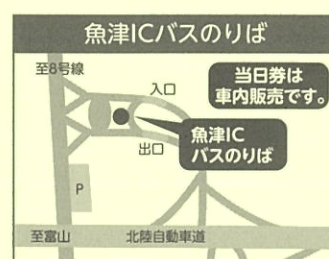 魚津ICバスのりば
至8号線
入口
当日券は
車内販売です。
出口
魚津IC
バスのりば
P
至富山
北陸自動車道